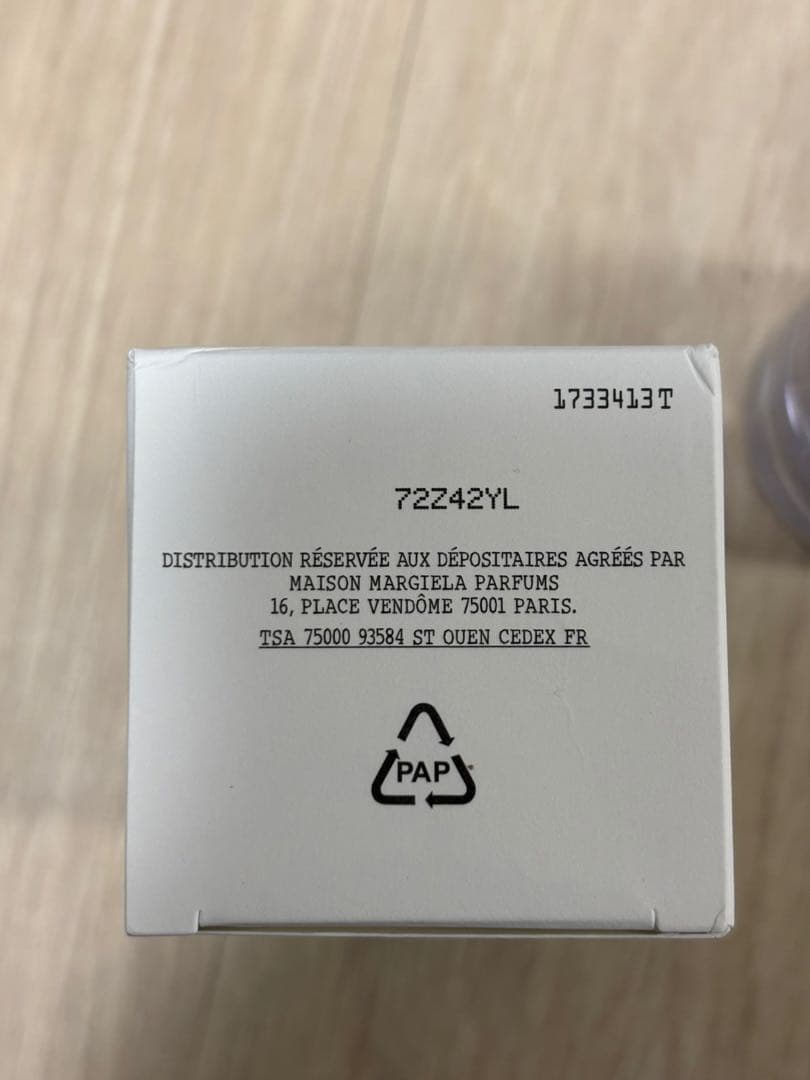 1733413T
72Z42YL
DISTRIBUTION RÉSERVÉE AUX DÉPOSITAIRES AGRÉÉS PAR
MAISON MARGIELA PARFUMS
16, PLACE VENDÔME 75001 PARIS.
TSA 75000 93584 ST OUEN CEDEX FR
PAP